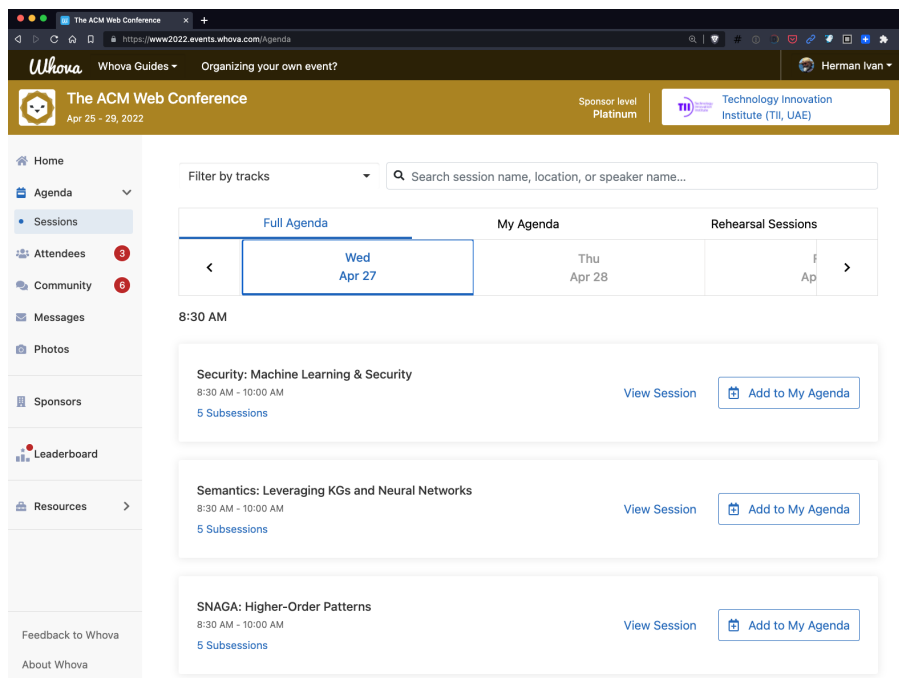 The ACM Web Conference
https://www2022.events.whova.com/Agenda
Whova Whova Guides Organizing your own event? Herman Ivan
The ACM Web Conference
Apr 25 - 29, 2022
Sponsor level
Platinum
TII
Technology Innovation
Institute (TII, UAE)
Home
Agenda
Sessions
Attendees 3
Community 6
Messages
Photos
Sponsors
Leaderboard
Resources
Feedback to Whova
About Whova
Filter by tracks
Search session name, location, or speaker name...
Full Agenda My Agenda Rehearsal Sessions
Wed
Apr 27
Thu
Apr 28
Ap
8:30 AM
Security: Machine Learning & Security
8:30 AM - 10:00 AM
5 Subsessions
View Session Add to My Agenda
Semantics: Leveraging KGs and Neural Networks
8:30 AM - 10:00 AM
5 Subsessions
View Session Add to My Agenda
SNAGA: Higher-Order Patterns
8:30 AM - 10:00 AM
5 Subsessions
View Session Add to My Agenda